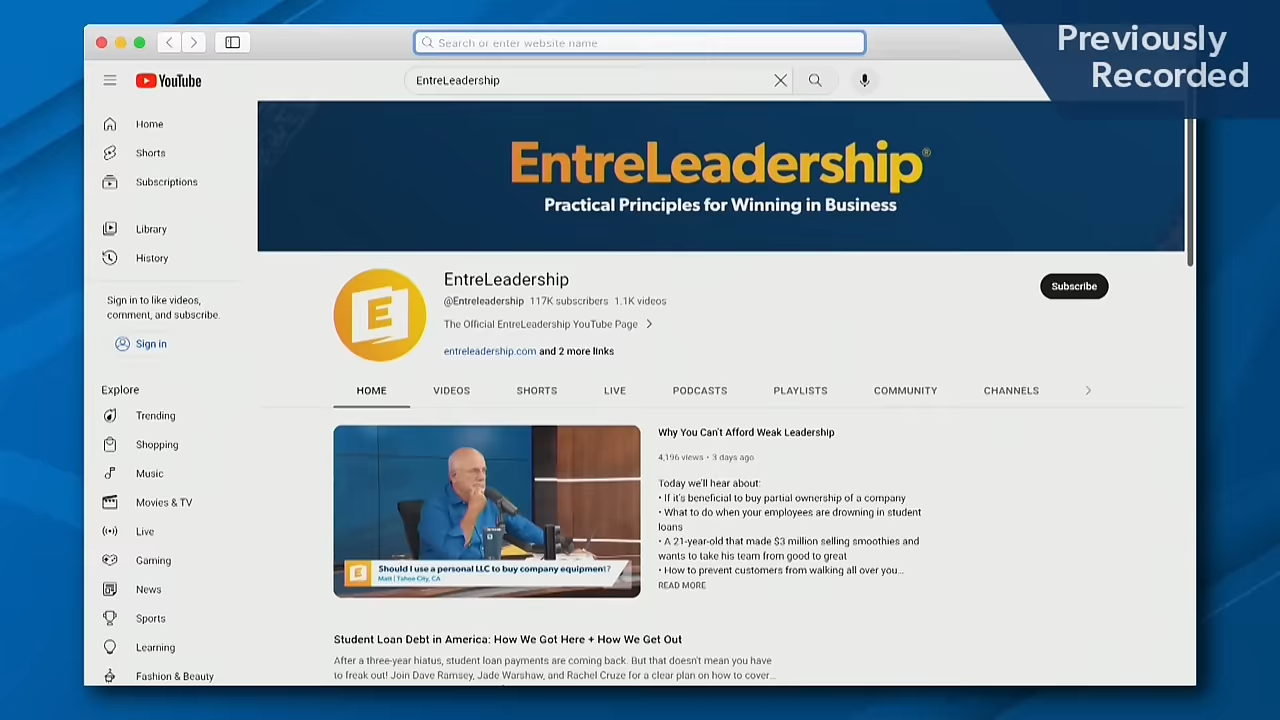 Previously
Recorded
Search or enter website name
YouTube
EntreLeadership
Home
Shorts
Subscriptions
Library
History
Sign in to like videos,
comment, and subscribe.
Sign in
Explore
Trending
Shopping
Music
Movies & TV
Live
Gaming
News
Sports
Learning
Fashion & Beauty
EntreLeadership®
Practical Principles for Winning in Business
E
EntreLeadership
@Entreleadership 117K subscribers 1.1K videos
The Official EntreLeadership YouTube Page
entreleadership.com and 2 more links
Subscribe
HOME VIDEOS SHORTS LIVE PODCASTS PLAYLISTS COMMUNITY CHANNELS
E
Should I use a personal LLC to buy company equipment?
Matt | Tahoe City, CA
Why You Can't Afford Weak Leadership
4,196 views • 3 days ago
Today we'll hear about:
• If it's beneficial to buy partial ownership of a company
• What to do when your employees are drowning in student
loans
• A 21-year-old that made $3 million selling smoothies and
wants to take his team from good to great
• How to prevent customers from walking all over you...
READ MORE
Student Loan Debt in America: How We Got Here + How We Get Out
After a three-year hiatus, student loan payments are coming back. But that doesn't mean you have
to freak out! Join Dave Ramsey, Jade Warshaw, and Rachel Cruze for a clear plan on how to cover...